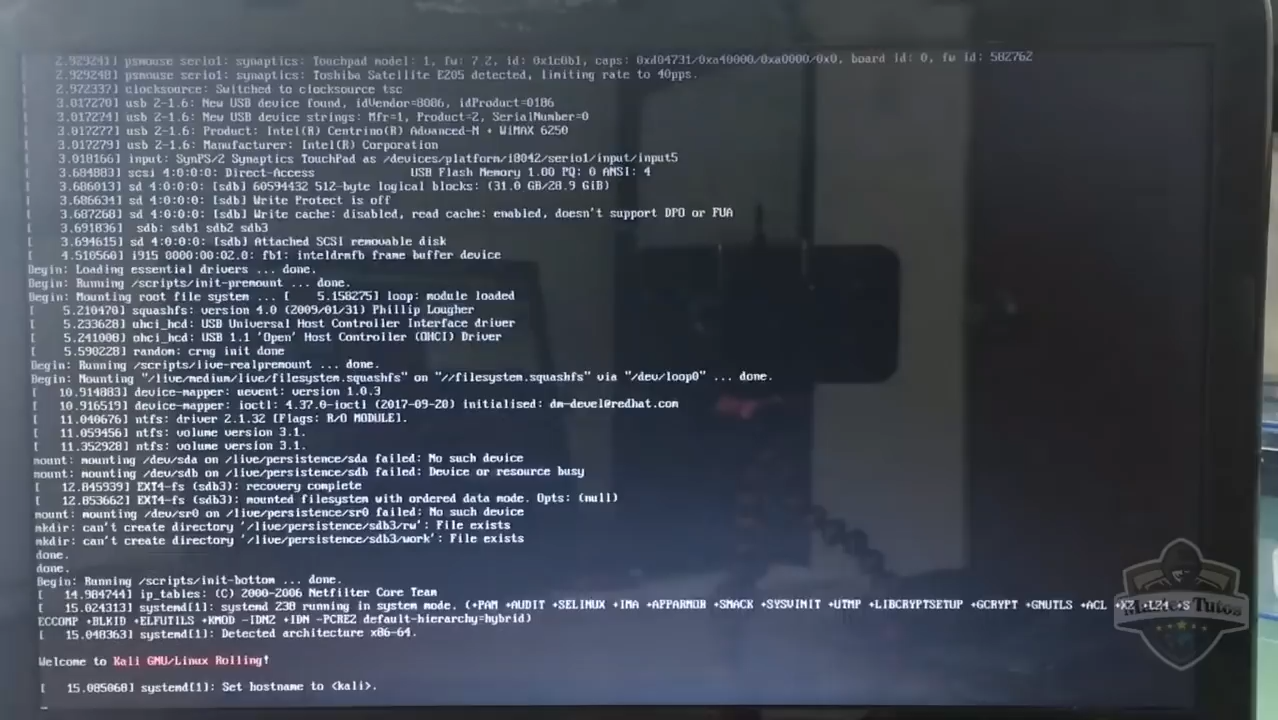 2.929241] psmouse serio1: synaptics: Touchpad model: 1, fw: 7.2, id: 0x1c0b1, caps: 0xd04731/0xa40000/0xa0000/0x0, board id: 0, fw id: 582762
2.929248] psmouse serio1: synaptics: Toshiba Satellite E205 detected, limiting rate to 40pps.
2.972337] clocksource: Switched to clocksource tsc
3.017270] usb 2-1.6: New USB device found, idVendor=8086, idProduct=0186
3.017274] usb 2-1.6: New USB device strings: Mfr=1, Product=2, SerialNumber=0
3.017277] usb 2-1.6: Product: Intel(R) Centrino(R) Advanced-N + WiMAX 6250
3.017279] usb 2-1.6: Manufacturer: Intel(R) Corporation
3.018166] input: SynPS/2 Synaptics TouchPad as /devices/platform/i8042/serio1/input/input5
3.684883] scsi 4:0:0:0: Direct-Access USB Flash Memory 1.00 PQ: 0 ANSI: 4
[ 3.686013] sd 4:0:0:0: [sdb] 60594432 512-byte logical blocks: (31.0 GB/28.9 GiB)
[ 3.686634] sd 4:0:0:0: [sdb] Write Protect is off
[ 3.687268] sd 4:0:0:0: [sdb] Write cache: disabled, read cache: enabled, doesn't support DPO or FUA
[ 3.691836] sdb: sdb1 sdb2 sdb3
[ 3.694615] sd 4:0:0:0: [sdb] Attached SCSI removable disk
[ 4.510560] i915 0000:00:02.0: fb1: inteldrmfb frame buffer device
Begin: Loading essential drivers ... done.
Begin: Running /scripts/init-premount ... done.
Begin: Mounting root file system ... [ 5.158275] loop: module loaded
[ 5.210470] squashfs: version 4.0 (2009/01/31) Phillip Lougher
[ 5.233628] uhci_hcd: USB Universal Host Controller Interface driver
[ 5.241008] ohci_hcd: USB 1.1 'Open' Host Controller (OHCI) Driver
[ 5.590228] random: crng init done
Begin: Running /scripts/live-realpremount ... done.
Begin: Mounting "/live/medium/live/filesystem.squashfs" on "//filesystem.squashfs" via "/dev/loop0" ... done.
[ 10.914883] device-mapper: uevent: version 1.0.3
[ 10.916519] device-mapper: ioctl: 4.37.0-ioctl (2017-09-20) initialised: dm-devel@redhat.com
[ 11.040676] ntfs: driver 2.1.32 [Flags: R/O MODULE].
[ 11.059456] ntfs: volume version 3.1.
[ 11.352928] ntfs: volume version 3.1.
mount: mounting /dev/sda on /live/persistence/sda failed: No such device
mount: mounting /dev/sdb on /live/persistence/sdb failed: Device or resource busy
[ 12.845939] EXT4-fs (sdb3): recovery complete
[ 12.853662] EXT4-fs (sdb3): mounted filesystem with ordered data mode. Opts: (null)
mount: mounting /dev/sr0 on /live/persistence/sr0 failed: No such device
mkdir: can't create directory '/live/persistence/sdb3/rw': File exists
mkdir: can't create directory '/live/persistence/sdb3/work': File exists
done.
done.
Begin: Running /scripts/init-bottom ... done.
[ 14.984744] ip_tables: (C) 2000-2006 Netfilter Core Team
[ 15.024313] systemd[1]: systemd 238 running in system mode. (+PAM +AUDIT +SELINUX +IMA +APPARMOR +SMACK +SYSVINIT +UTMP +LIBCRYPTSETUP +GCRYPT +GNUTLS +ACL +XZ +LZ4 +S
ECCOMP +BLKID +ELFUTILS +KMOD -IDN2 +IDN -PCRE2 default-hierarchy=hybrid)
[ 15.048363] systemd[1]: Detected architecture x86-64.
Welcome to Kali GNU/Linux Rolling!
[ 15.085068] systemd[1]: Set hostname to <kali>.
Master Tutos